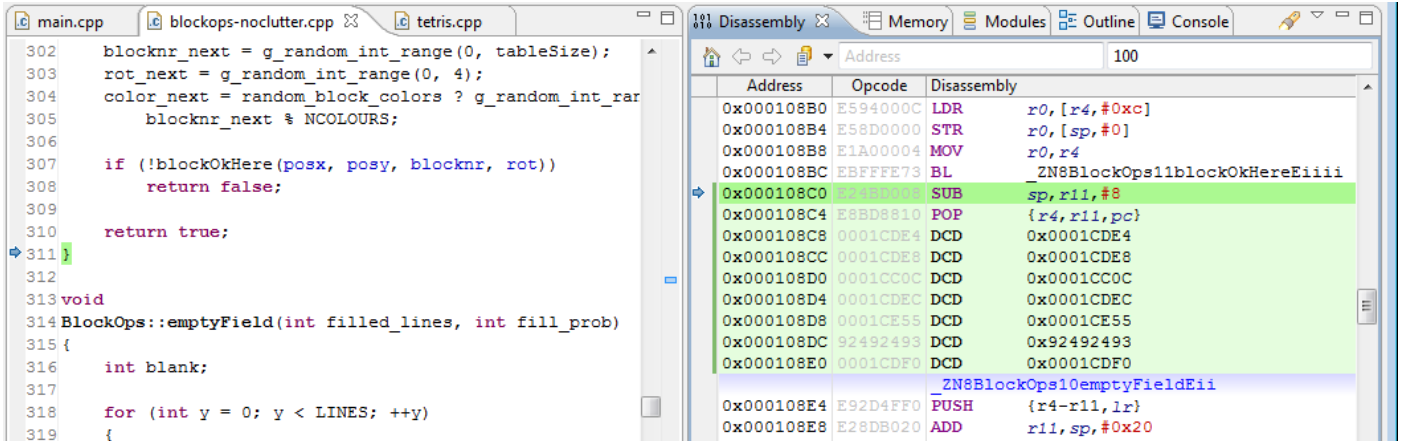 main.cpp blockops-noclutter.cpp tetris.cpp
302 blocknr_next = g_random_int_range(0, tableSize);
303 rot_next = g_random_int_range(0, 4);
304 color_next = random_block_colors ? g_random_int_rar
305 blocknr_next % NCOLOURS;
306
307 if (!blockOkHere(posx, posy, blocknr, rot))
308 return false;
309
310 return true;
311 }
312
313 void
314 BlockOps::emptyField(int filled_lines, int fill_prob)
315 {
316 int blank;
317
318 for (int y = 0; y < LINES; ++y)
319 {
Disassembly Memory Modules Outline Console
Address 100
Address Opcode Disassembly
0x000108B0 E594000C LDR r0,[r4,#0xc]
0x000108B4 E58D0000 STR r0,[sp,#0]
0x000108B8 E1A00004 MOV r0,r4
0x000108BC EBFFFE73 BL _ZN8BlockOps11blockOkHereEiiii
0x000108C0 E24BD008 SUB sp,r11,#8
0x000108C4 E8BD8810 POP {r4,r11,pc}
0x000108C8 0001CDE4 DCD 0x0001CDE4
0x000108CC 0001CDE8 DCD 0x0001CDE8
0x000108D0 0001CC0C DCD 0x0001CC0C
0x000108D4 0001CDEC DCD 0x0001CDEC
0x000108D8 0001CE55 DCD 0x0001CE55
0x000108DC 92492493 DCD 0x92492493
0x000108E0 0001CDF0 DCD 0x0001CDF0
_ZN8BlockOps10emptyFieldEii
0x000108E4 E92D4FF0 PUSH {r4-r11,lr}
0x000108E8 E28DB020 ADD r11,sp,#0x20